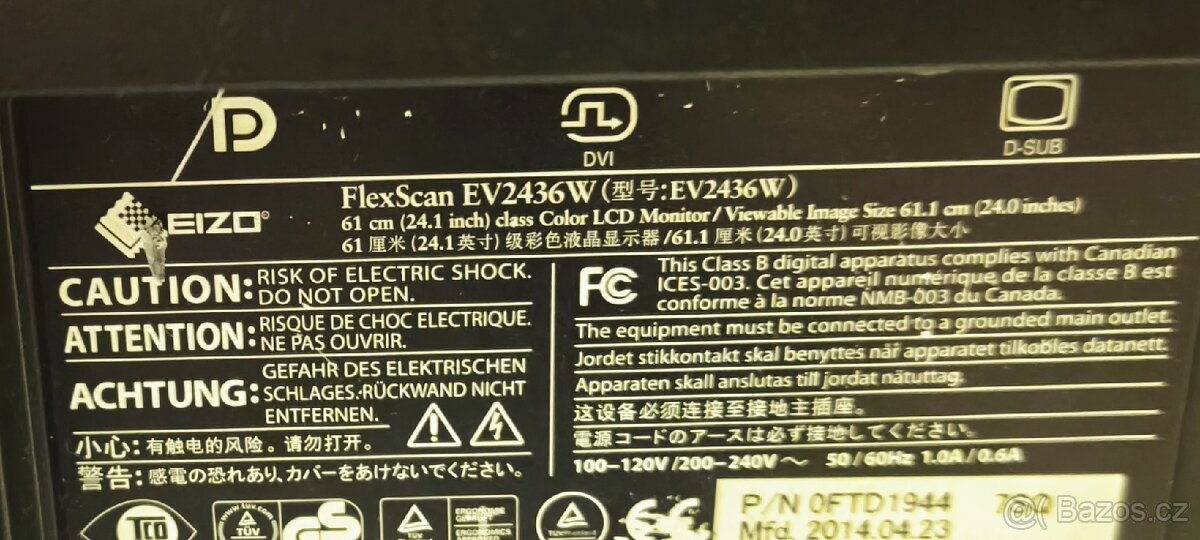 DVI
D-SUB
EIZO
FlexScan EV2436W (型号:EV2436W)
61 cm (24.1 inch) class Color LCD Monitor / Viewable Image Size 61.1 cm (24.0 inches)
61 厘米 (24.1英寸) 级彩色液晶显示器 /61.1 厘米 (24.0英寸) 可视影像大小
CAUTION: RISK OF ELECTRIC SHOCK.
DO NOT OPEN.
ATTENTION: RISQUE DE CHOC ELECTRIQUE.
NE PAS OUVRIR.
ACHTUNG: GEFAHR DES ELEKTRISCHEN
SCHLAGES.-RÜCKWAND NICHT
ENTFERNEN.
小心: 有触电的风险。请勿打开。
警告: 感電の恐れあり、カバーをあけないでください。
FC This Class B digital apparatus complies with Canadian
ICES-003. Cet appareil numérique de la classe B est
conforme à la norme NMB-003 du Canada.
The equipment must be connected to a grounded main outlet.
Jordet stikkontakt skal benyttes når apparatet tilkobles datanett.
Apparaten skall anslutas till jordat nätuttag.
这设备必须连接至接地主插座。
電源コードのアースは必ず接地してください。
100-120V/200-240V ～ 50/60Hz 1.0A/0.6A
TCO
TÜV
GS
TÜV
ERGONOMIE
GEPRÜFT
ERGONOMICS
P/N 0FTD1944
Mfd. 2014.04.23
@Bazos.cz